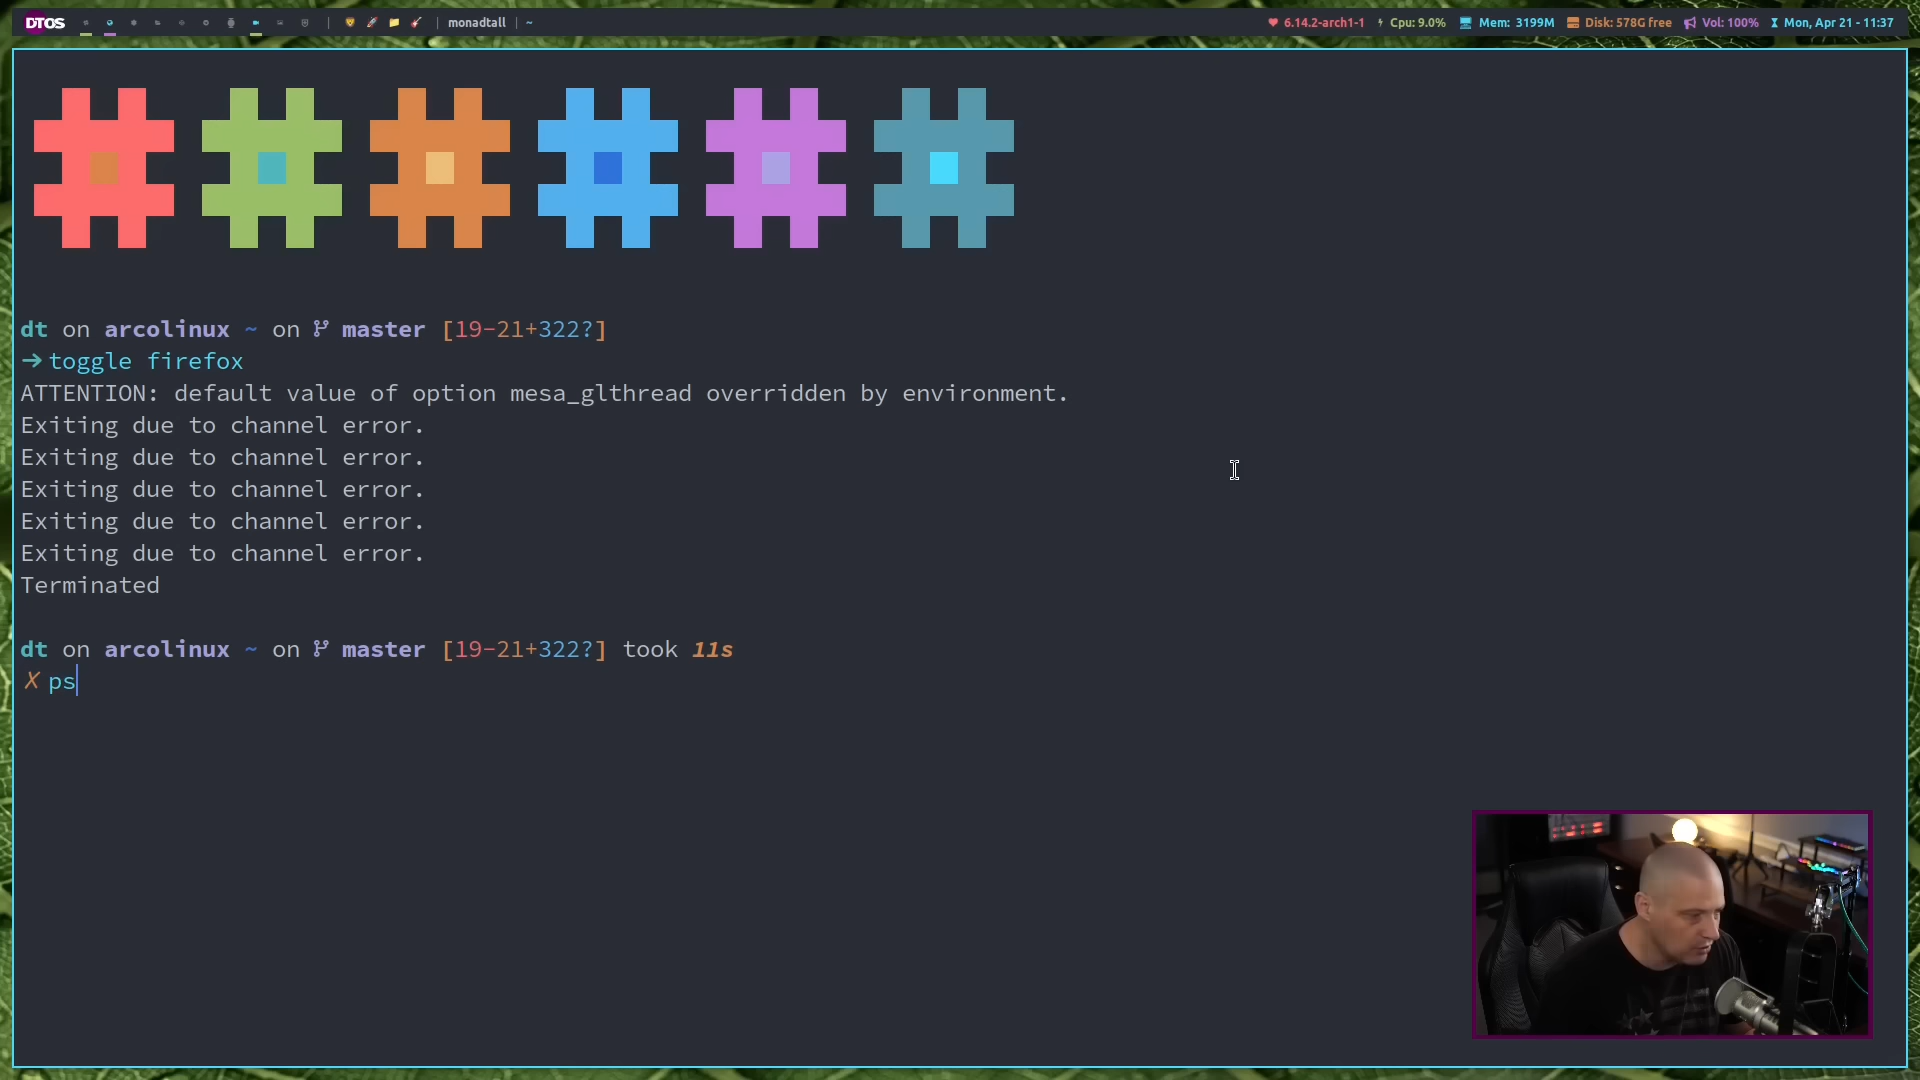 DTOS | monadtall | ~ 6.14.2-arch1-1 Cpu: 9.0% Mem: 3199M Disk: 578G free Vol: 100% Mon, Apr 21 - 11:37
dt on arcolinux ~ on master [19-21+322?]
→ toggle firefox
ATTENTION: default value of option mesa_glthread overridden by environment.
Exiting due to channel error.
Exiting due to channel error.
Exiting due to channel error.
Exiting due to channel error.
Exiting due to channel error.
Terminated
dt on arcolinux ~ on master [19-21+322?] took 11s
✗ ps